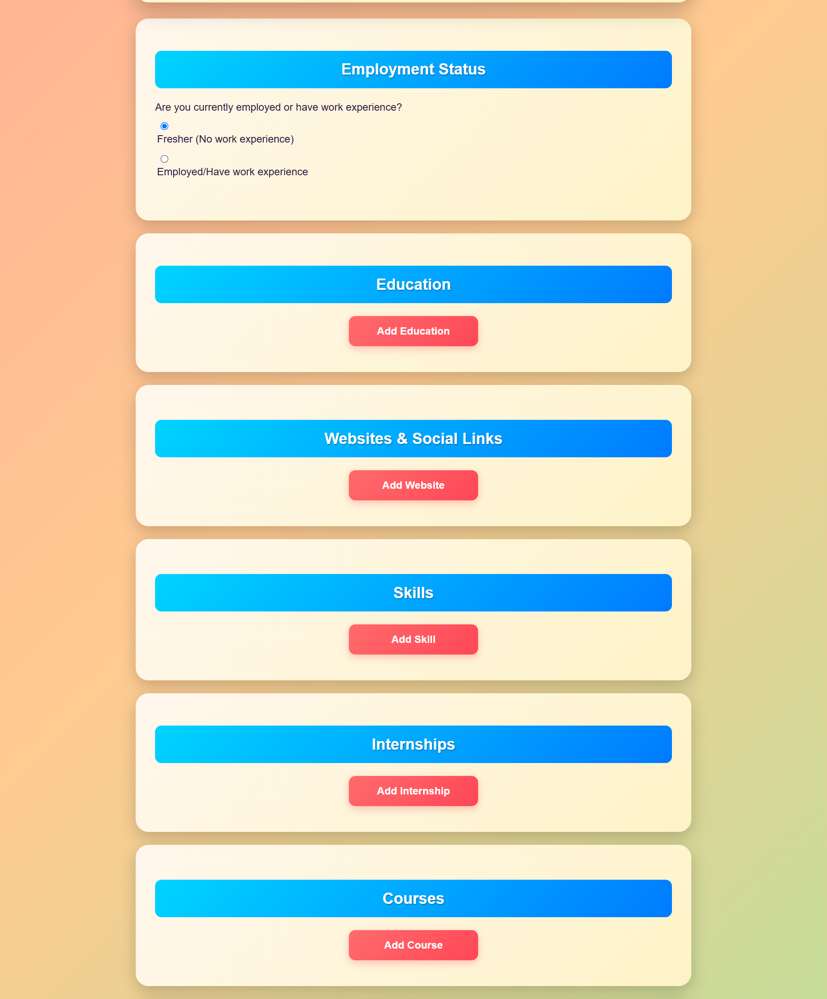 Employment Status
Are you currently employed or have work experience?
Fresher (No work experience)
Employed/Have work experience
Education
Add Education
Websites & Social Links
Add Website
Skills
Add Skill
Internships
Add Internship
Courses
Add Course